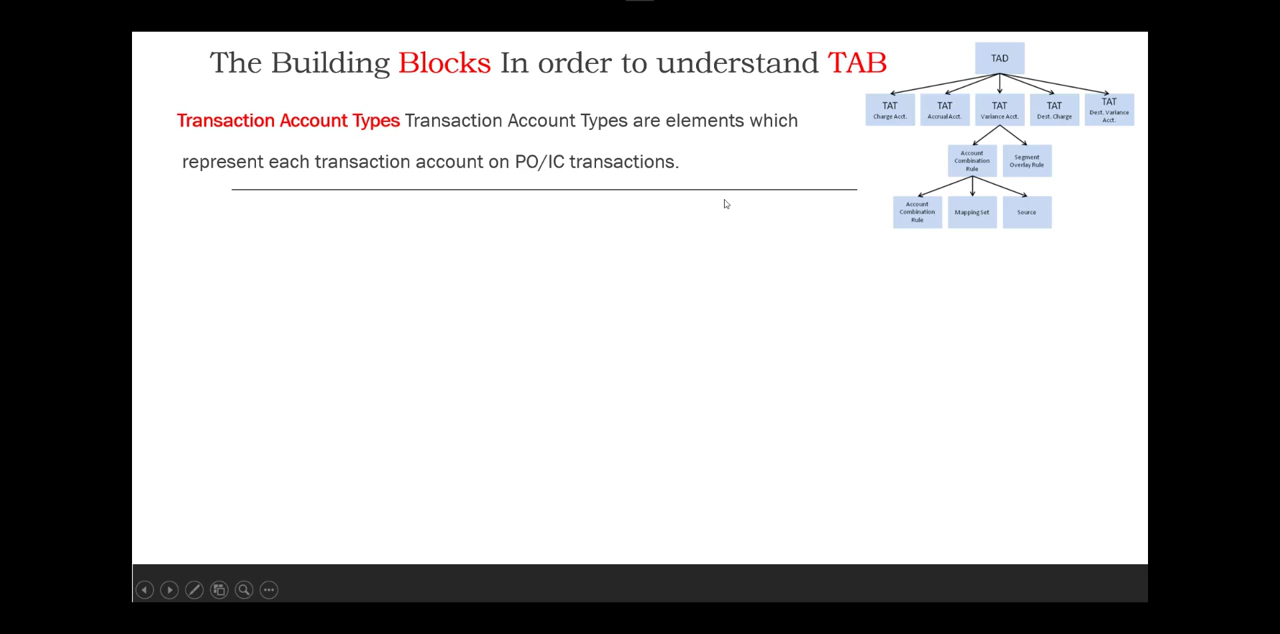 The Building Blocks In order to understand TAB
Transaction Account Types Transaction Account Types are elements which
represent each transaction account on PO/IC transactions.
TAD
TAT
Charge Acct.
TAT
Accrual Acct.
TAT
Variance Acct.
TAT
Dest. Charge
TAT
Dest. Variance
Acct.
Account
Combination
Rule
Segment
Overlay Rule
Account
Combination
Rule
Mapping Set
Source